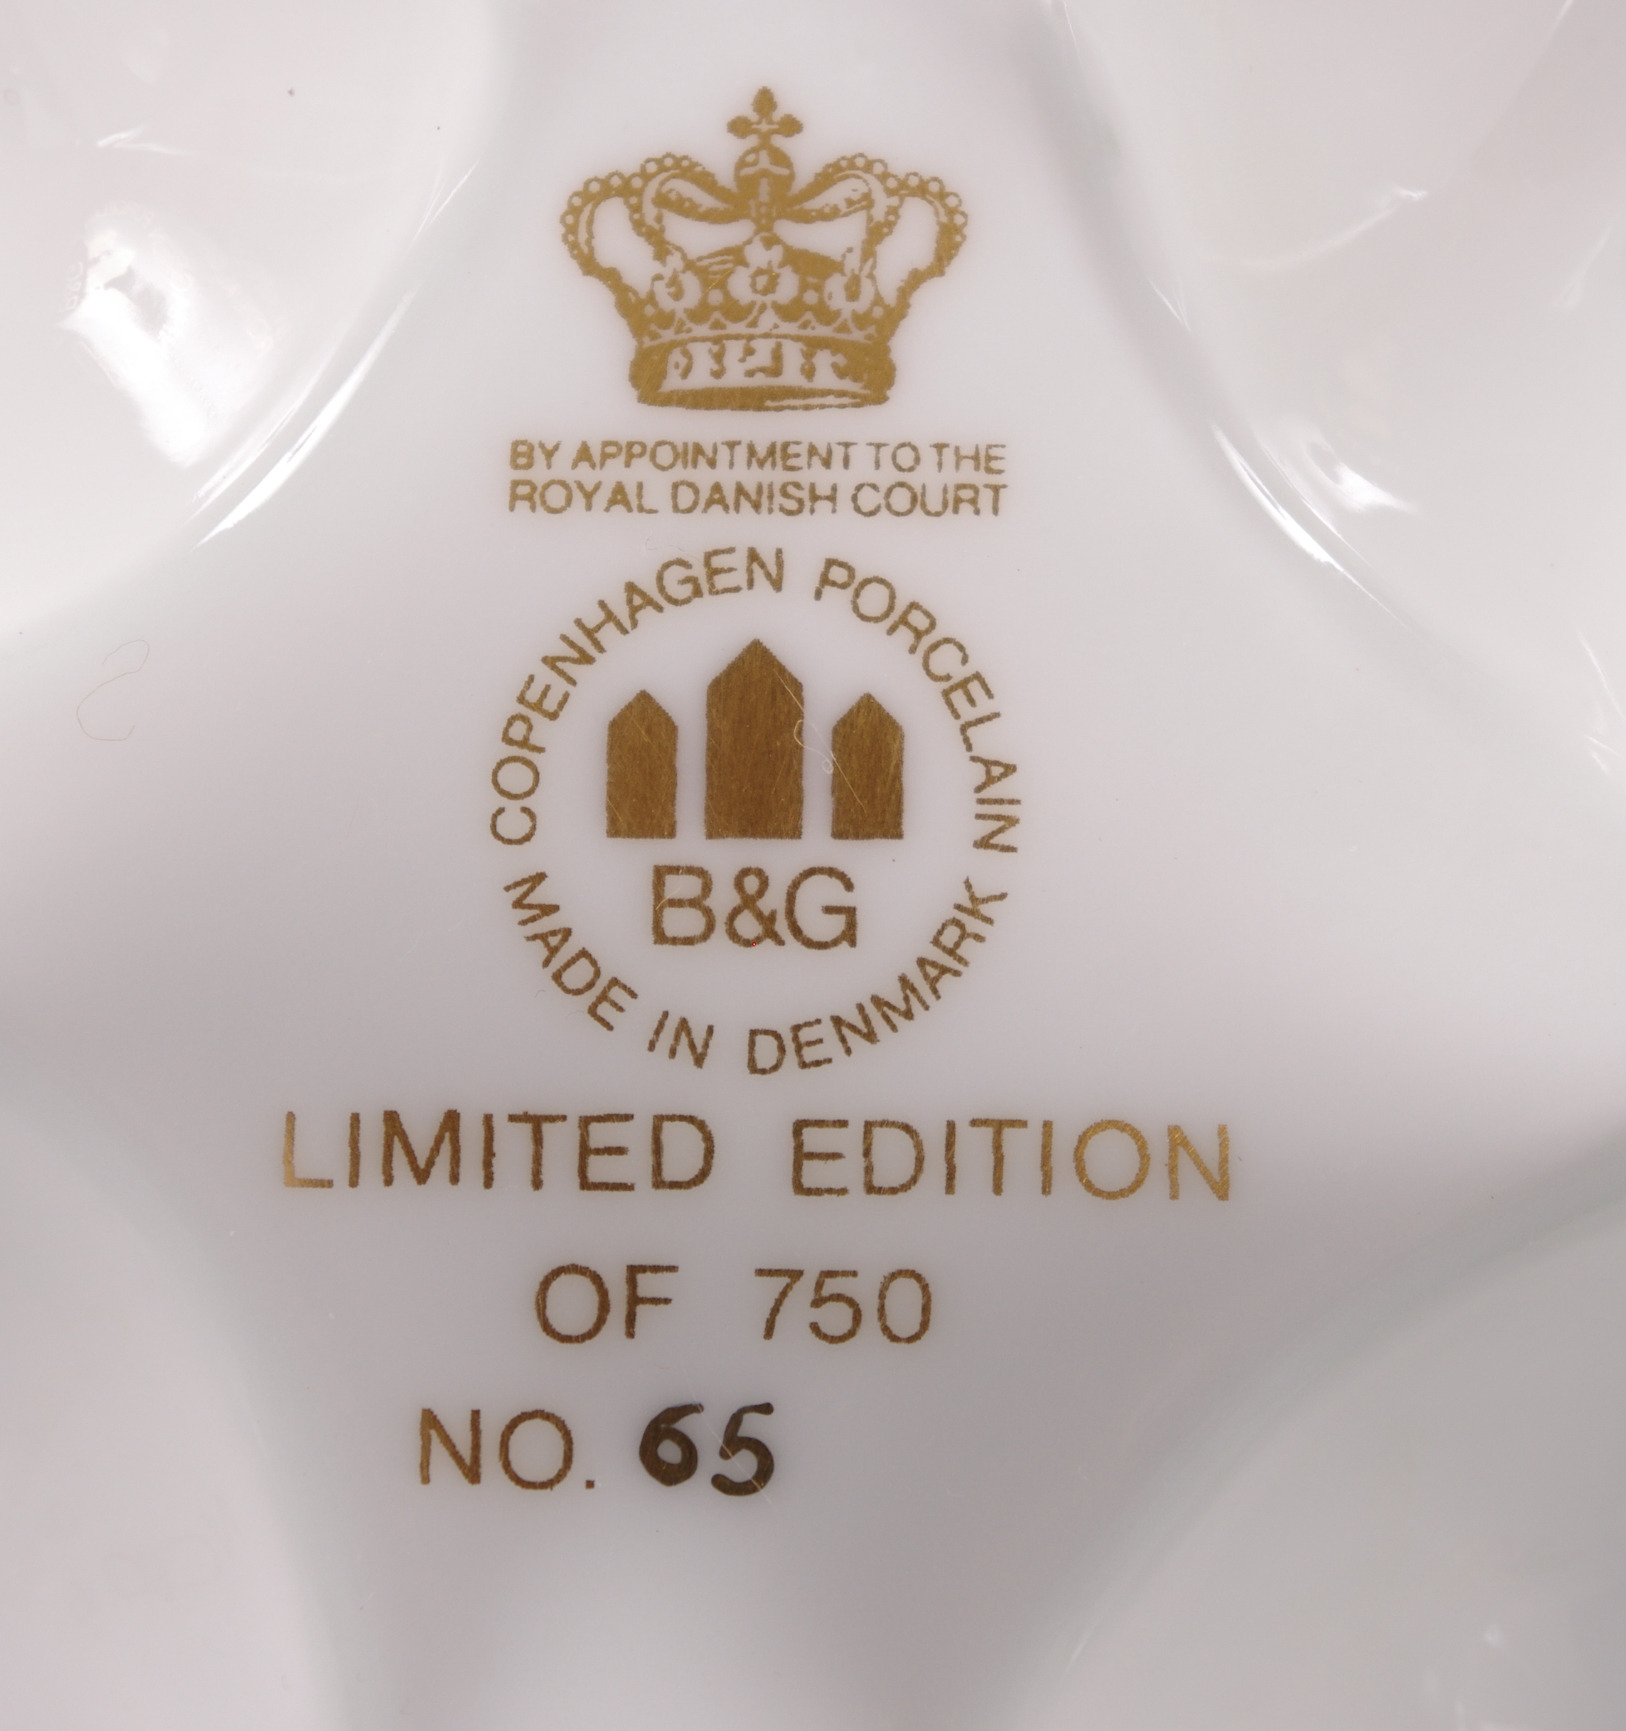 BY APPOINTMENT TO THE
ROYAL DANISH COURT
COPENHAGEN PORCELAIN
B&G
MADE IN DENMARK
LIMITED EDITION
OF 750
NO. 65